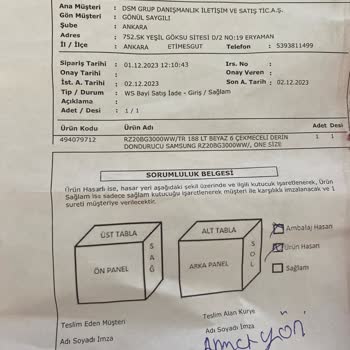 Ana Müşteri : DSM GRUP DANIŞMANLIK İLETİŞİM VE SATIŞ TİC.A.Ş.
Gön Müşteri : GÖNÜL SAYGILI
Şube : ANKARA
Adres : 752.SK YEŞİL GÖKSU SİTESİ D/2 NO:19 ERYAMAN
İl / İlçe : ANKARA ETİMESGUT Telefon : 5393811499
Sipariş Tarihi : 01.12.2023 12:10:43 Irs. No :
Onay Tarihi : Onay Veren :
İst. A. Tarihi : 02.12.2023 Son A. Tarih : 02.12.2023
Tip / Durum : WS Bayi Satış İade - Giriş / Sağlam
Açıklama :
Adet / Desi : 1 / 1
Ürün Kodu Ürün Adı Adet Desi
494079712 RZ20BG3000WW/TR 188 LT BEYAZ 6 ÇEKMECELİ DERİN 1 1
DONDURUCU SAMSUNG RZ20BG3000WW/, ONE SIZE
SORUMLULUK BELGESİ
Ürün Hasarlı ise, hasar yeri aşağıdaki şekil üzerinde ve ilgili kutucuk işaretlenerek, Ürün
Sağlam ise sadece sağlam kutucuğu işaretlenerek müşteri ile karşılıklı imzalanacak ve 1
sureti müşteriye verilecektir.
ÜST TABLA
SAĞ
ÖN PANEL
ALT TABLA
SOL
ARKA PANEL
Ambalaj Hasarı
Ürün Hasarı
Sağlam
Teslim Eden Müşteri
Adı Soyadı İmza
Teslim Alan Kurye
Adı Soyadı İmza